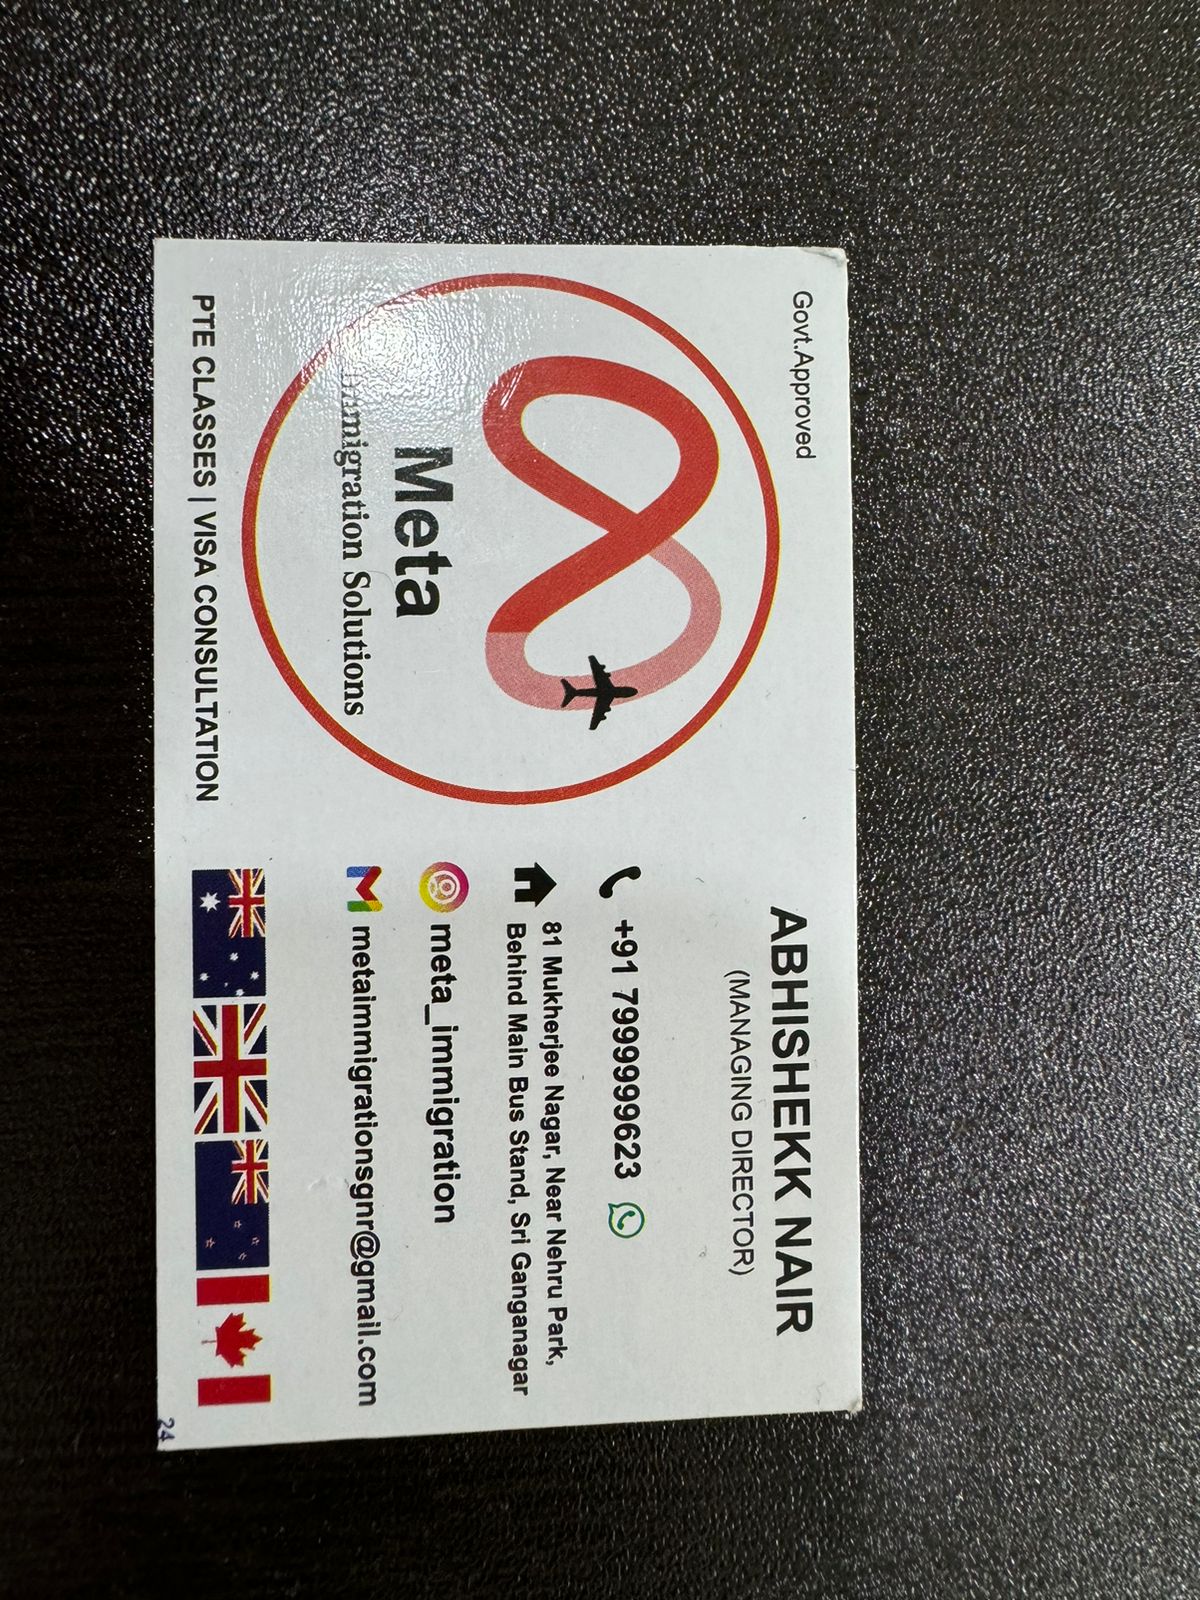 Govt.Approved
Meta
Immigration Solutions
PTE CLASSES | VISA CONSULTATION
ABHISHEKK NAIR
(MANAGING DIRECTOR)
+91 7999999623
81 Mukherjee Nagar, Near Nehru Park,
Behind Main Bus Stand, Sri Ganganagar
meta_immigration
metaimmigrationsgnr@gmail.com
24